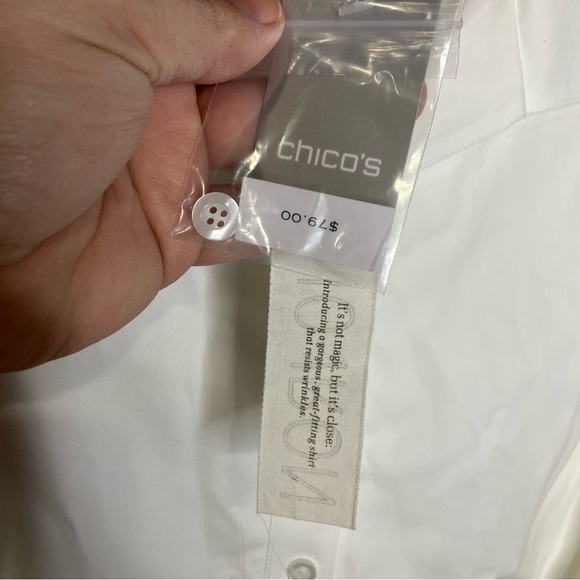 chico's
$79.00
It's not magic, but it's close:
Introducing a gorgeous, great-fitting shirt
that resists wrinkles.